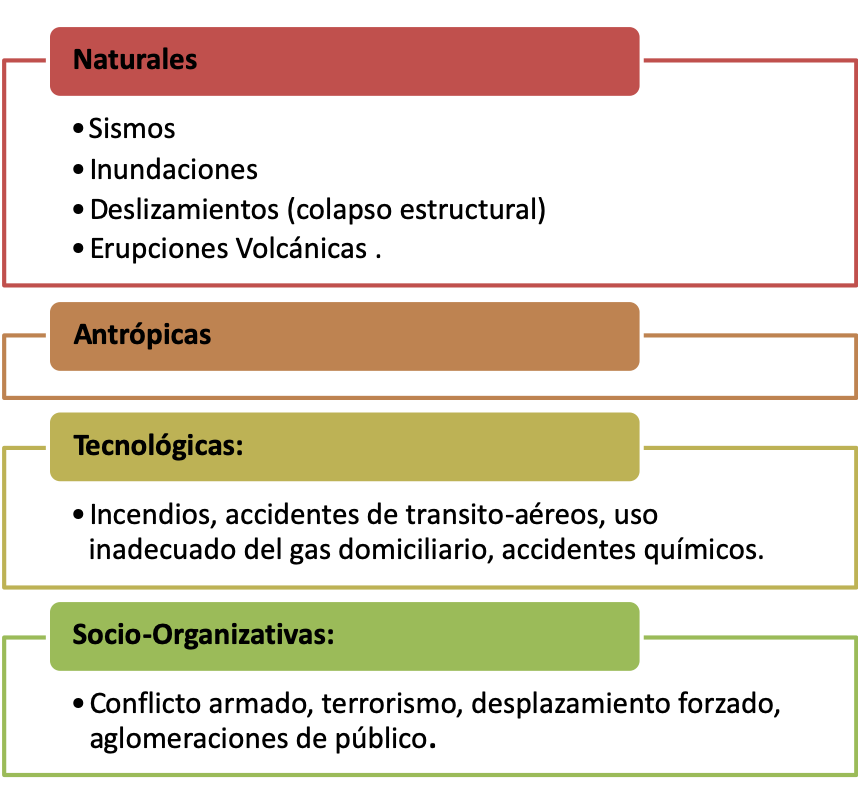 Naturales
•Sismos
•Inundaciones
•Deslizamientos (colapso estructural)
•Erupciones Volcánicas .
Antrópicas
Tecnológicas:
•Incendios, accidentes de transito-aéreos, uso
inadecuado del gas domiciliario, accidentes químicos.
Socio-Organizativas:
•Conflicto armado, terrorismo, desplazamiento forzado,
aglomeraciones de público.